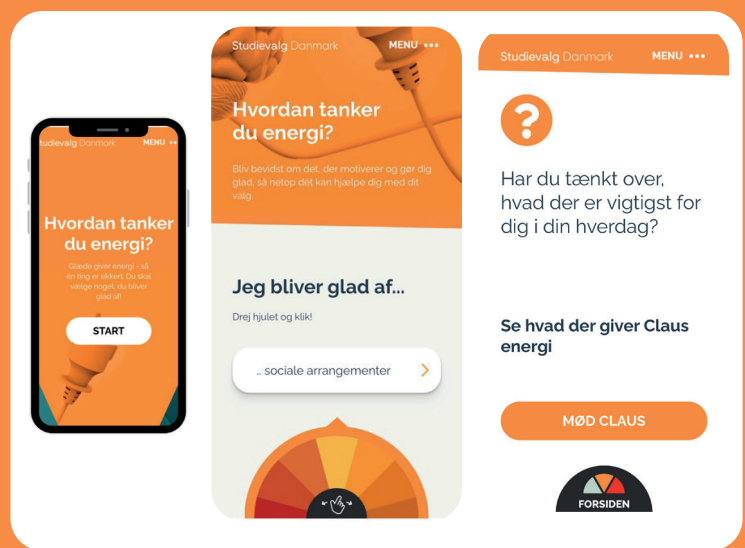 tudievalg Danmark MENU ••
Hvordan tanker
du energi?
Glæde giver energi - så
en ting er sikkert: Du skal
vælge noget, du bliver
glad af!
START
Studievalg Danmark MENU •••
Hvordan tanker
du energi?
Bliv bevidst om det, der motiverer og gør dig
glad, så netop dét kan hjælpe dig med dit
valg.
Jeg bliver glad af...
Drej hjulet og klik!
.. sociale arrangementer
Studievalg Danmark MENU •••
?
Har du tænkt over,
hvad der er vigtigst for
dig i din hverdag?
Se hvad der giver Claus
energi
MØD CLAUS
FORSIDEN